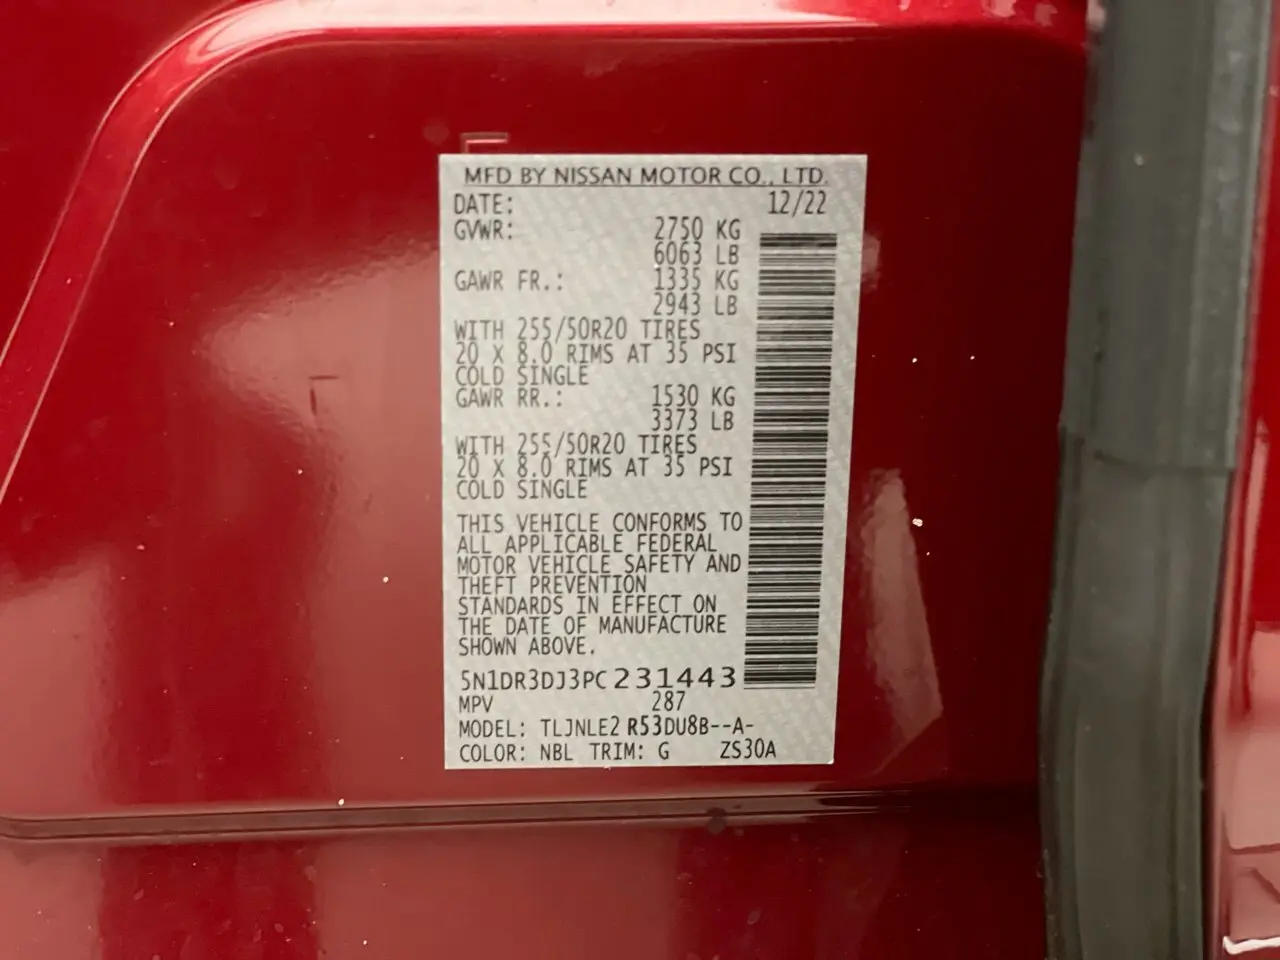 MFD BY NISSAN MOTOR CO., LTD.
DATE: 12/22
GVWR: 2750 KG
6063 LB
GAWR FR.: 1335 KG
2943 LB
WITH 255/50R20 TIRES
20 X 8.0 RIMS AT 35 PSI
COLD SINGLE
GAWR RR.: 1530 KG
3373 LB
WITH 255/50R20 TIRES
20 X 8.0 RIMS AT 35 PSI
COLD SINGLE
THIS VEHICLE CONFORMS TO
ALL APPLICABLE FEDERAL
MOTOR VEHICLE SAFETY AND
THEFT PREVENTION
STANDARDS IN EFFECT ON
THE DATE OF MANUFACTURE
SHOWN ABOVE.
5N1DR3DJ3PC231443
MPV 287
MODEL: TLJNLE2 R53DU8B--A-
COLOR: NBL TRIM: G ZS30A